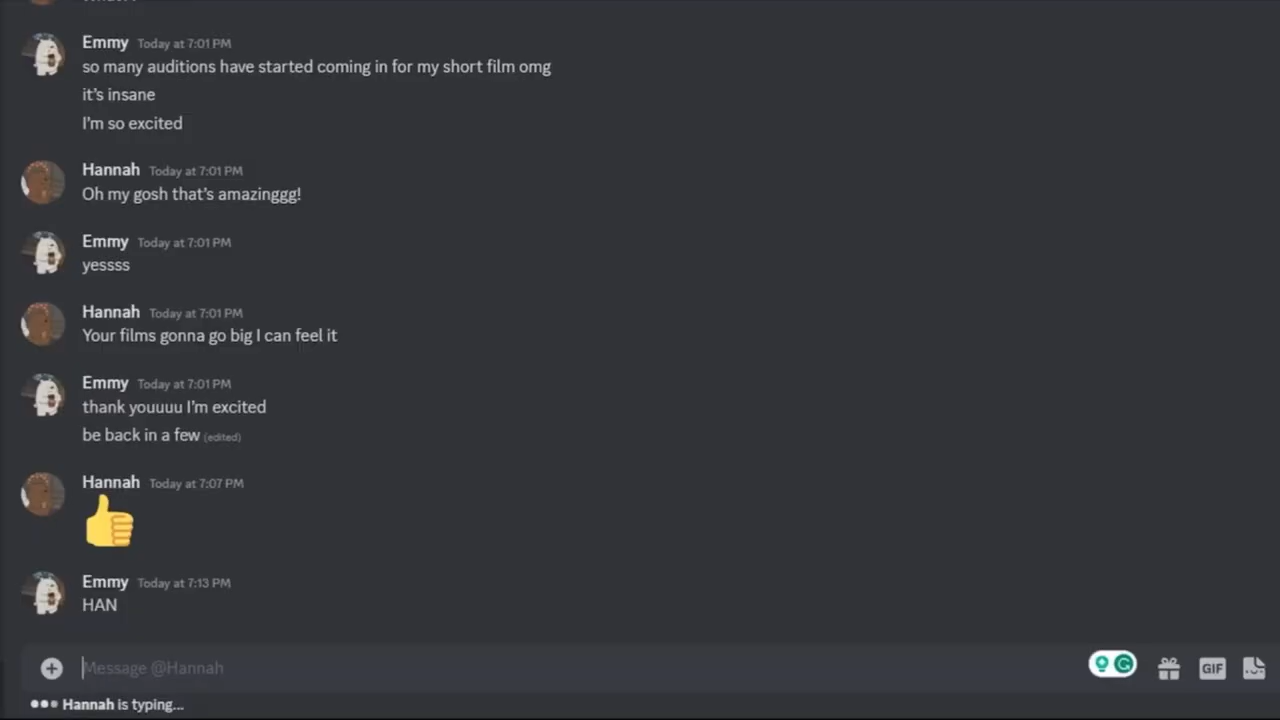 Emmy Today at 7:01 PM
so many auditions have started coming in for my short film omg
it's insane
I'm so excited
Hannah Today at 7:01 PM
Oh my gosh that's amazinggg!
Emmy Today at 7:01 PM
yessss
Hannah Today at 7:01 PM
Your films gonna go big I can feel it
Emmy Today at 7:01 PM
thank youuuu I'm excited
be back in a few (edited)
Hannah Today at 7:07 PM
Emmy Today at 7:13 PM
HAN
Message @Hannah
GIF
Hannah is typing...